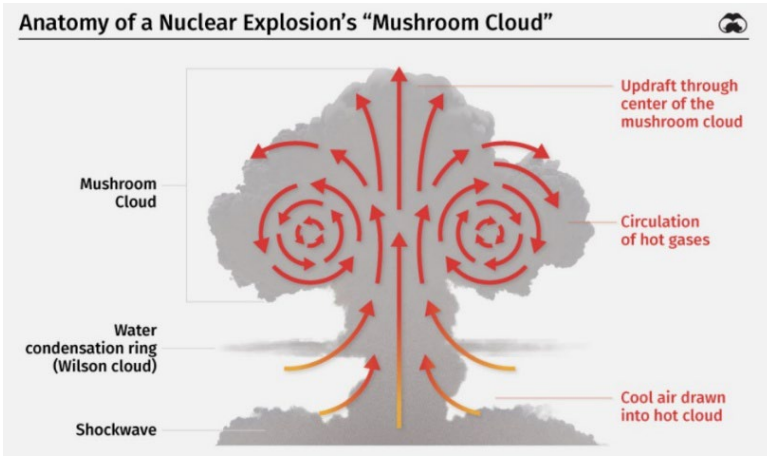 Anatomy of a Nuclear Explosion’s “Mushroom Cloud”
Updraft through
center of the
mushroom cloud
Mushroom
Cloud
Circulation
of hot gases
Water
condensation ring
(Wilson cloud)
Cool air drawn
into hot cloud
Shockwave